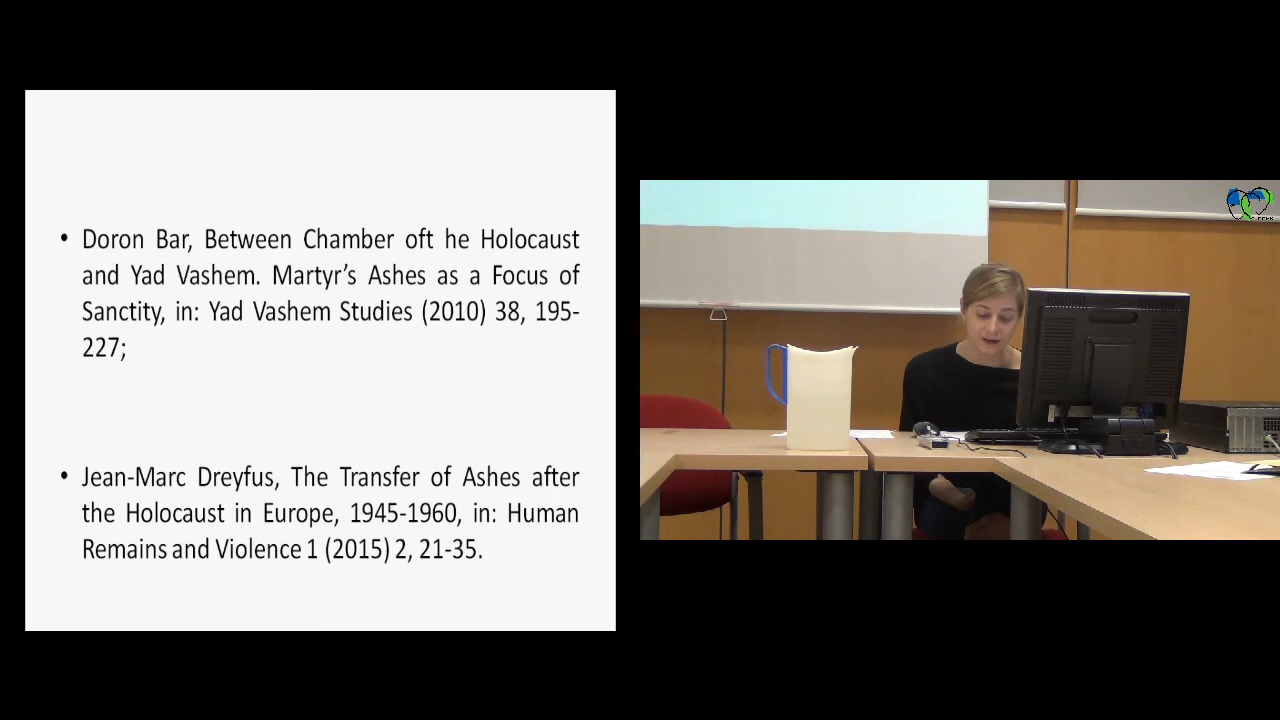 • Doron Bar, Between Chamber oft he Holocaust
and Yad Vashem. Martyr’s Ashes as a Focus of
Sanctity, in: Yad Vashem Studies (2010) 38, 195-
227;
• Jean-Marc Dreyfus, The Transfer of Ashes after
the Holocaust in Europe, 1945-1960, in: Human
Remains and Violence 1 (2015) 2, 21-35.